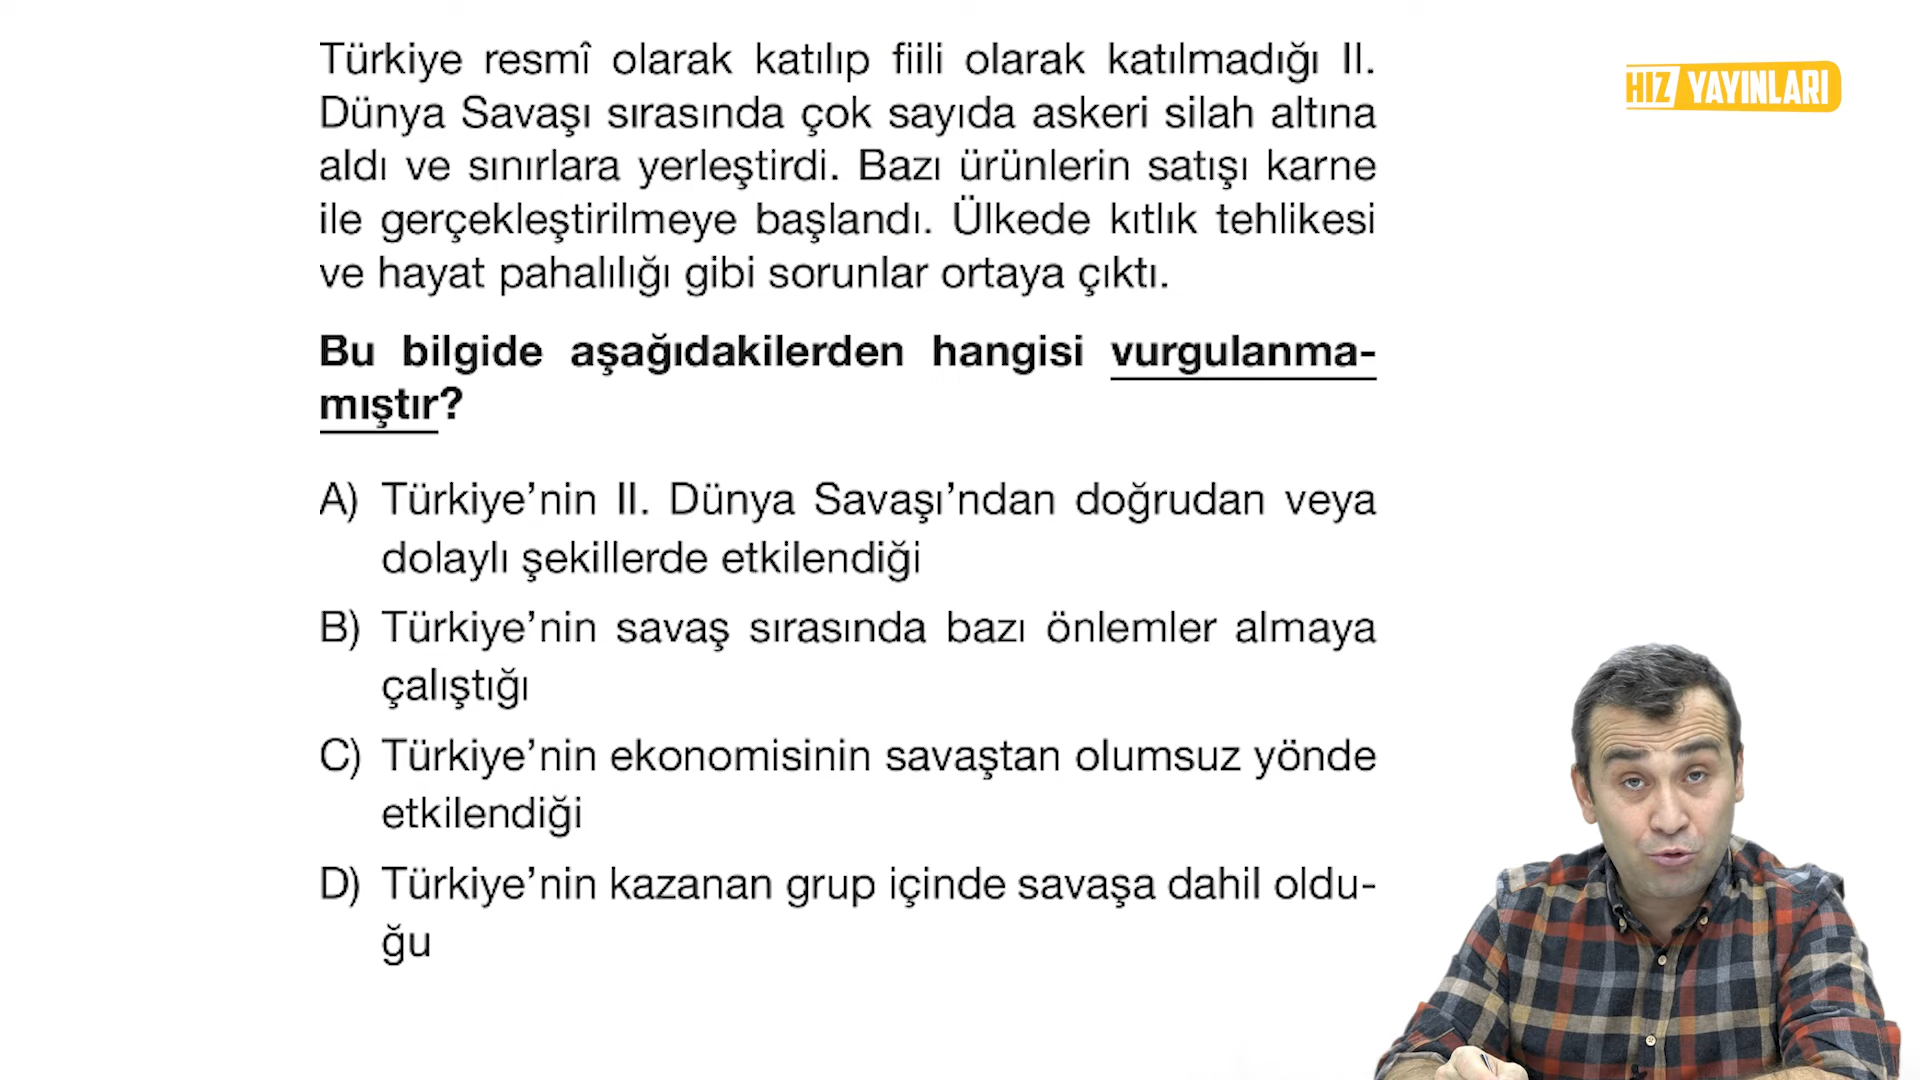 HIZ YAYINLARI
Türkiye resmî olarak katılıp fiili olarak katılmadığı II.
Dünya Savaşı sırasında çok sayıda askeri silah altına
aldı ve sınırlara yerleştirdi. Bazı ürünlerin satışı karne
ile gerçekleştirilmeye başlandı. Ülkede kıtlık tehlikesi
ve hayat pahalılığı gibi sorunlar ortaya çıktı.
Bu bilgide aşağıdakilerden hangisi vurgulanma-
mıştır?
A) Türkiye’nin II. Dünya Savaşı’ndan doğrudan veya
dolaylı şekillerde etkilendiği
B) Türkiye’nin savaş sırasında bazı önlemler almaya
çalıştığı
C) Türkiye’nin ekonomisinin savaştan olumsuz yönde
etkilendiği
D) Türkiye’nin kazanan grup içinde savaşa dahil oldu-
ğu